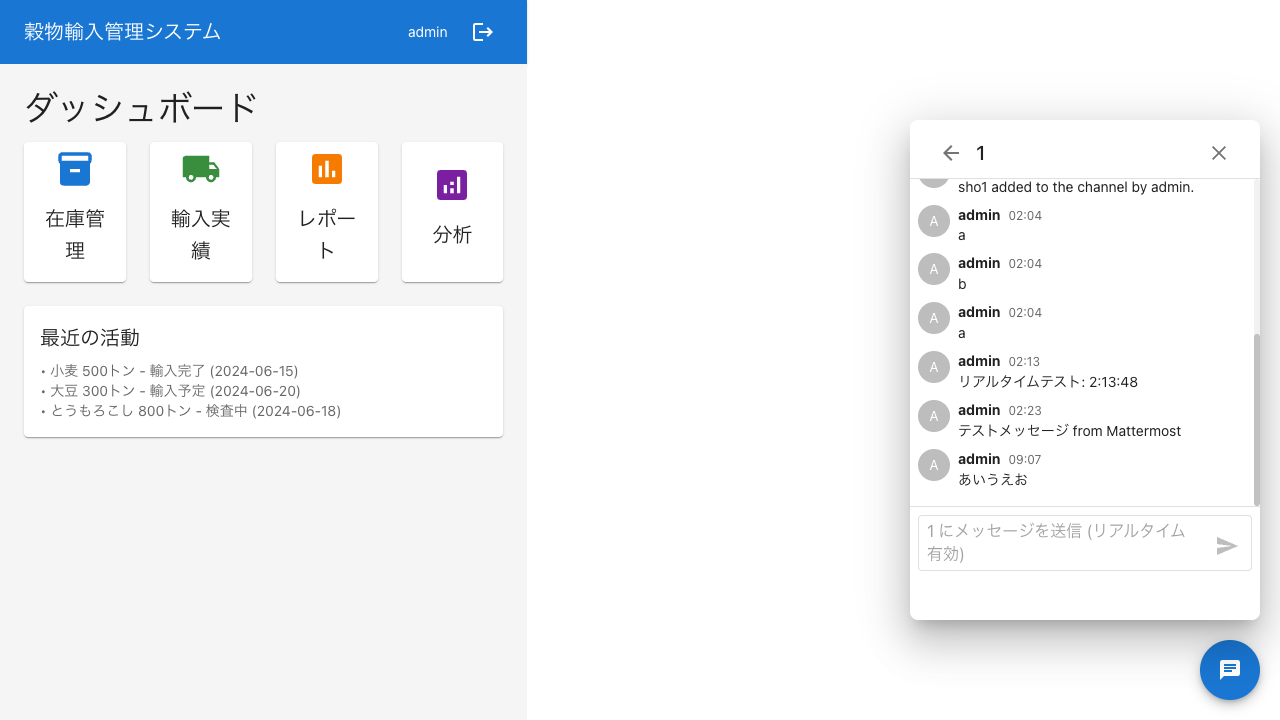 穀物輸入管理システム
admin
ダッシュボード
在庫管
理
輸入実
績
レポー
ト
分析
最近の活動
• 小麦 500トン - 輸入完了 (2024-06-15)
• 大豆 300トン - 輸入予定 (2024-06-20)
• とうもろこし 800トン - 検査中 (2024-06-18)
1
sho1 added to the channel by admin.
A
admin 02:04
a
A
admin 02:04
b
A
admin 02:04
a
A
admin 02:13
リアルタイムテスト: 2:13:48
A
admin 02:23
テストメッセージ from Mattermost
A
admin 09:07
あいうえお
1 にメッセージを送信 (リアルタイム
有効)